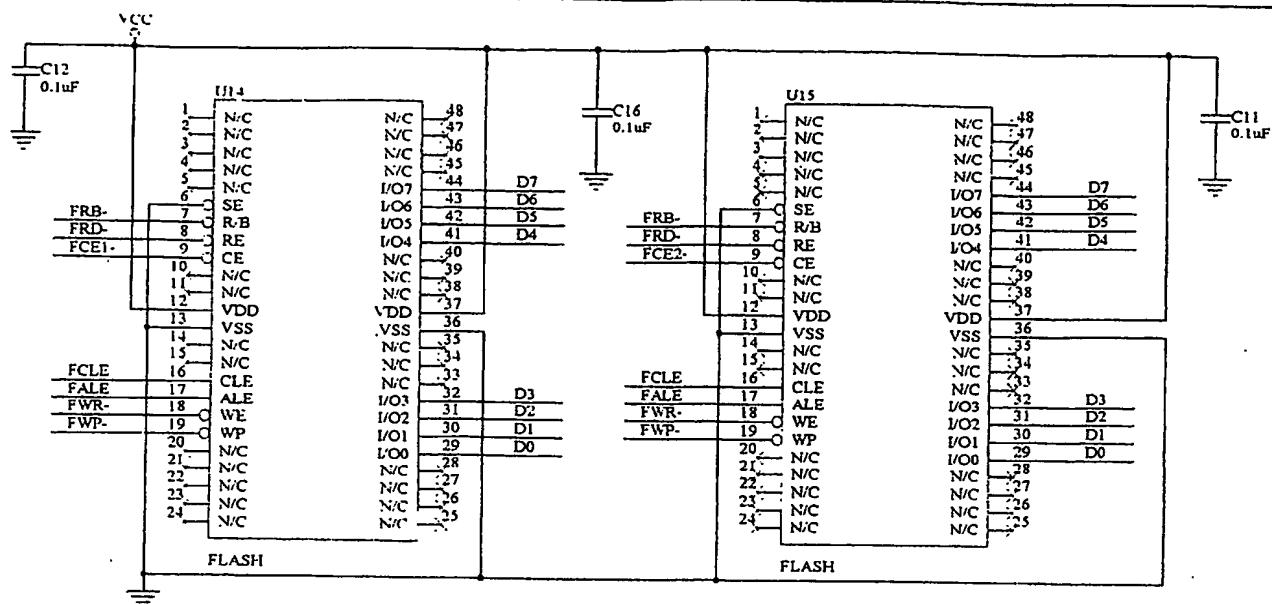 VCC
C12
0.1uF
C16
0.1uF
C11
0.1uF
U14
1 N/C N/C 48
2 N/C N/C 47
3 N/C N/C 46
4 N/C N/C 45
5 N/C I/O7 44 D7
6 SE I/O6 43 D6
FRB- 7 R/B I/O5 42 D5
FRD- 8 RE I/O4 41 D4
FCE1- 9 CE N/C 40
10 N/C N/C 39
11 N/C N/C 38
12 VDD VDD 37
13 VSS VSS 36
14 N/C N/C 35
15 N/C N/C 34
FCLE 16 CLE N/C 33
FALE 17 ALE I/O3 32 D3
FWR- 18 WE I/O2 31 D2
FWP- 19 WP I/O1 30 D1
20 N/C I/O0 29 D0
21 N/C N/C 28
22 N/C N/C 27
23 N/C N/C 26
24 N/C N/C 25
FLASH
U15
1 N/C N/C 48
2 N/C N/C 47
3 N/C N/C 46
4 N/C N/C 45
5 N/C I/O7 44 D7
6 SE I/O6 43 D6
FRB- 7 R/B I/O5 42 D5
FRD- 8 RE I/O4 41 D4
FCE2- 9 CE N/C 40
10 N/C N/C 39
11 N/C N/C 38
12 VDD VDD 37
13 VSS VSS 36
14 N/C N/C 35
15 N/C N/C 34
FCLE 16 CLE N/C 33
FALE 17 ALE I/O3 32 D3
FWR- 18 WE I/O2 31 D2
FWP- 19 WP I/O1 30 D1
20 N/C I/O0 29 D0
21 N/C N/C 28
22 N/C N/C 27
23 N/C N/C 26
24 N/C N/C 25
FLASH